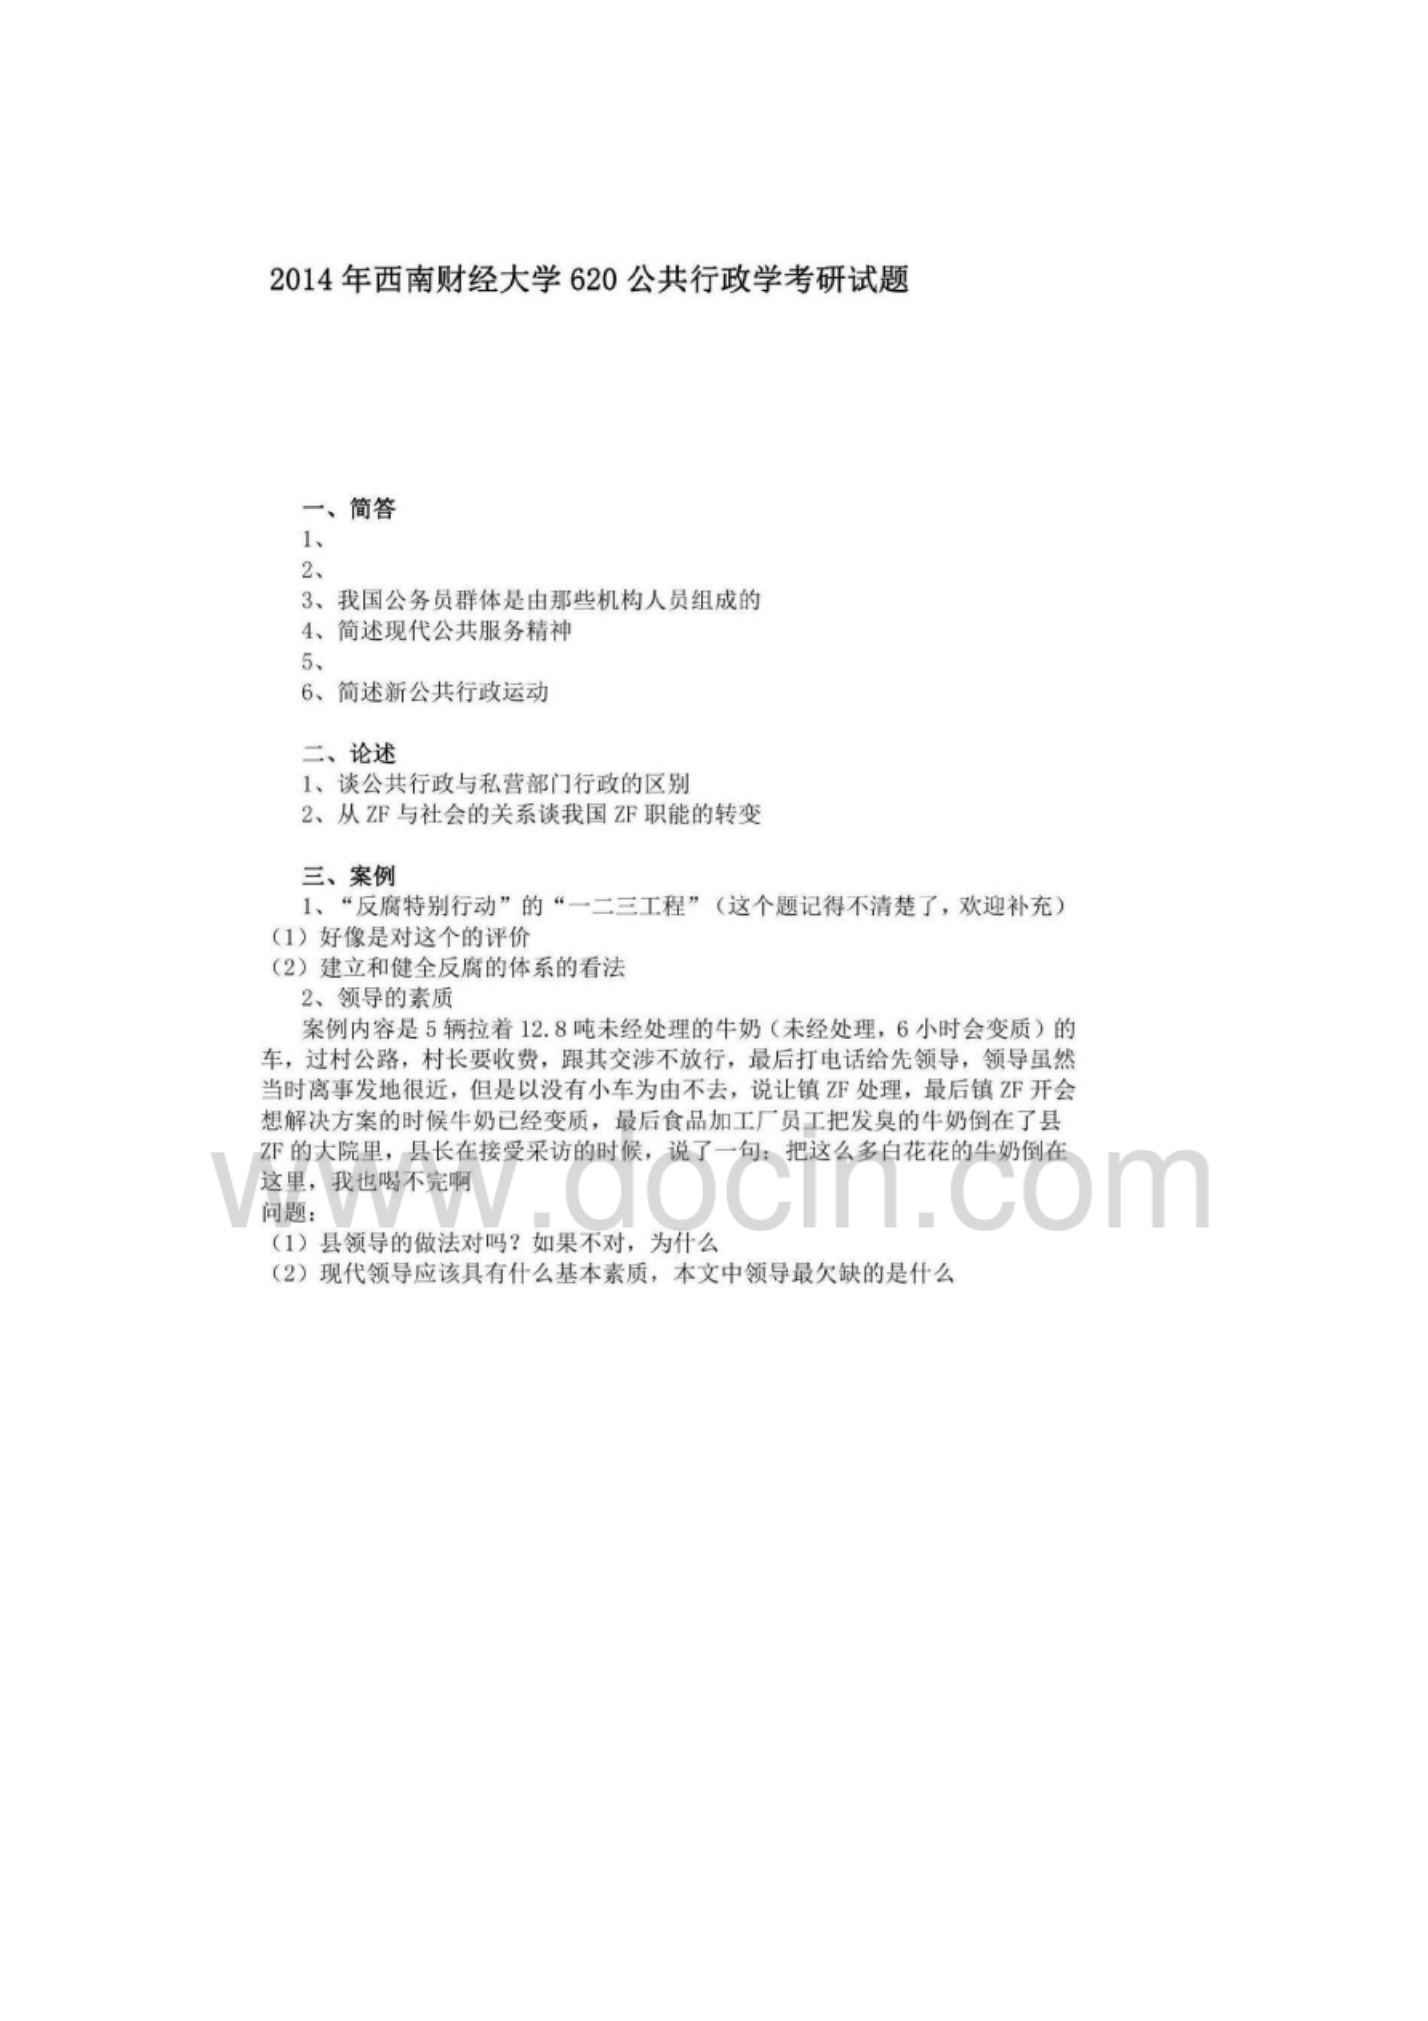 2014 年西南财经大学 620 公共行政学考研试题
一、简答
1、
2、
3、我国公务员群体是由那些机构人员组成的
4、简述现代公共服务精神
5、
6、简述新公共行政运动
二、论述
1、谈公共行政与私营部门行政的区别
2、从 ZF 与社会的关系谈我国 ZF 职能的转变
三、案例
1、“反腐特别行动”的“一二三工程”（这个题记得不清楚了，欢迎补充）
（1）好像是对这个的评价
（2）建立和健全反腐的体系的看法
2、领导的素质
案例内容是 5 辆拉着 12.8 吨未经处理的牛奶（未经处理，6 小时会变质）的
车，过村公路，村长要收费，跟其交涉不放行，最后打电话给先领导，领导虽然
当时离事发地很近，但是以没有小车为由不去，说让镇 ZF 处理，最后镇 ZF 开会
想解决方案的时候牛奶已经变质，最后食品加工厂员工把发臭的牛奶倒在了县
ZF 的大院里，县长在接受采访的时候，说了一句：把这么多白花花的牛奶倒在
这里，我也喝不完啊
www.docin.com
问题：
（1）县领导的做法对吗？如果不对，为什么
（2）现代领导应该具有什么基本素质，本文中领导最欠缺的是什么